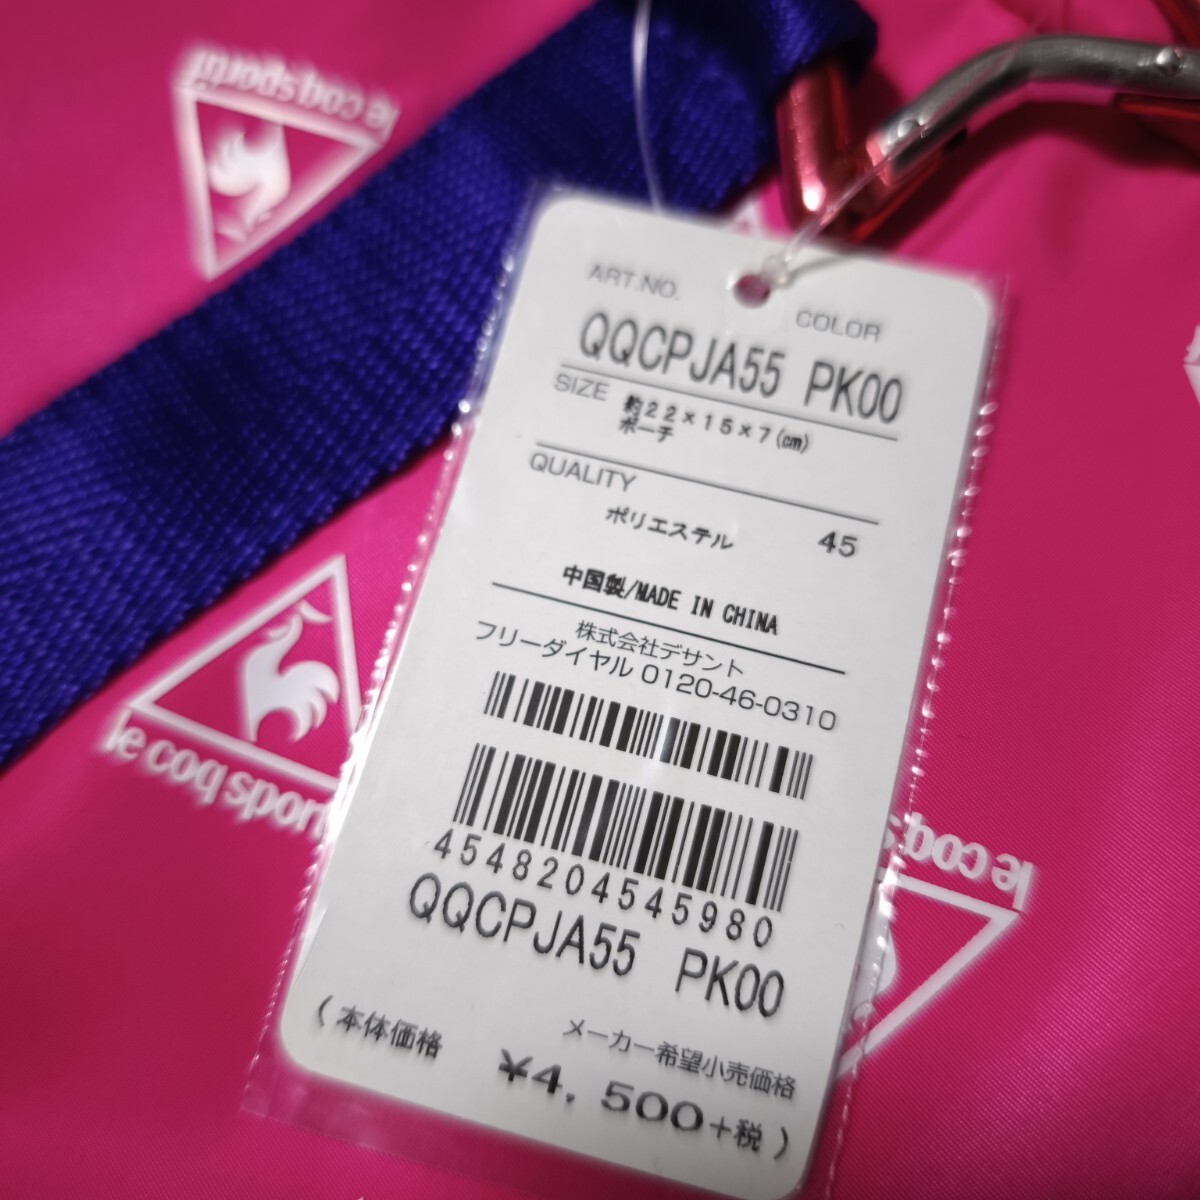 le coq sportif
ART.NO.
COLOR
QQCPJA55 PK00
SIZE
約22×15×7(cm)
ポーチ
QUALITY
ポリエステル 45
中国製/MADE IN CHINA
株式会社デサント
フリーダイヤル 0120-46-0310
4548204545980
QQCPJA55 PK00
メーカー希望小売価格
(本体価格 ¥4,500+税)
le coq sport
le coq s